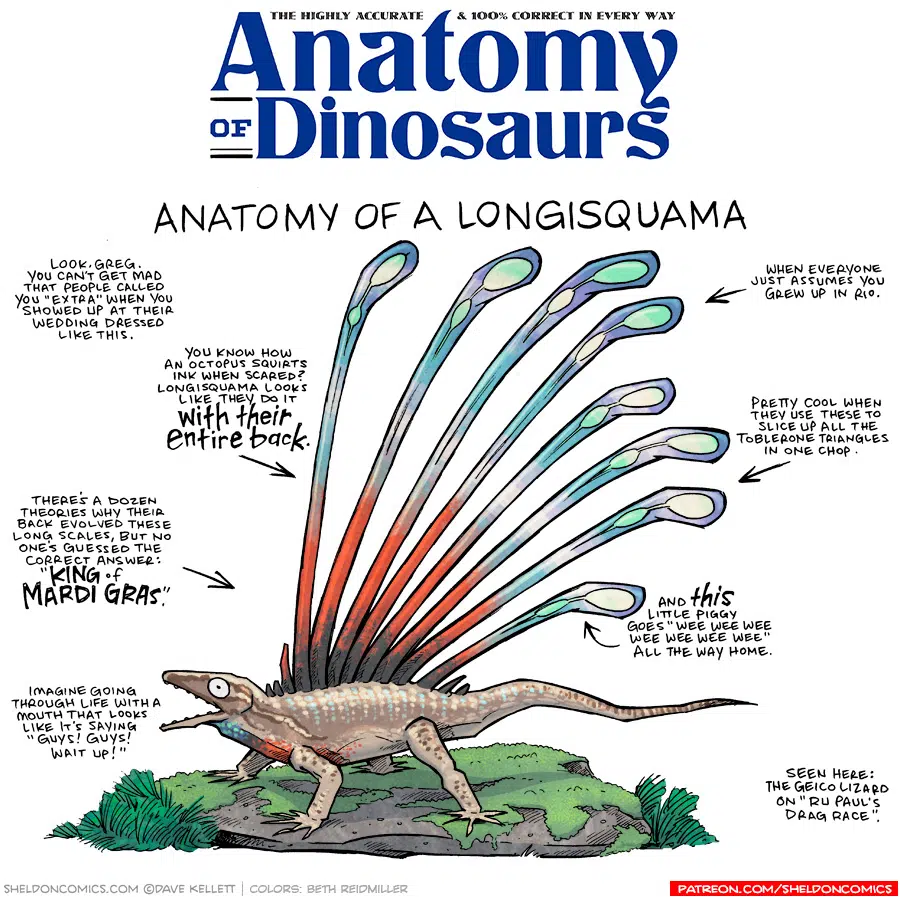 THE HIGHLY ACCURATE & 100% CORRECT IN EVERY WAY
Anatomy
OF Dinosaurs
ANATOMY OF A LONGISQUAMA
LOOK, GREG.
YOU CAN'T GET MAD
THAT PEOPLE CALLED
YOU "EXTRA" WHEN YOU
SHOWED UP AT THEIR
WEDDING DRESSED
LIKE THIS.
WHEN EVERYONE
JUST ASSUMES YOU
GREW UP IN RIO.
YOU KNOW HOW
AN OCTOPUS SQUIRTS
INK WHEN SCARED?
LONGISQUAMA LOOKS
LIKE THEY DO IT
with their
entire back.
PRETTY COOL WHEN
THEY USE THESE TO
SLICE UP ALL THE
TOBLERONE TRIANGLES
IN ONE CHOP.
THERE'S A DOZEN
THEORIES WHY THEIR
BACK EVOLVED THESE
LONG SCALES, BUT NO
ONE'S GUESSED THE
CORRECT ANSWER:
"KING of
MARDI GRAS".
AND this
LITTLE PIGGY
GOES "WEE WEE WEE
WEE WEE WEE WEE"
ALL THE WAY HOME.
IMAGINE GOING
THROUGH LIFE WITH A
MOUTH THAT LOOKS
LIKE IT'S SAYING
"GUYS! GUYS!
WAIT UP!"
SEEN HERE:
THE GEICO LIZARD
ON "RU PAUL'S
DRAG RACE".
SHELDONCOMICS.COM ©DAVE KELLETT | COLORS: BETH REIDMILLER
PATREON.COM/SHELDONCOMICS